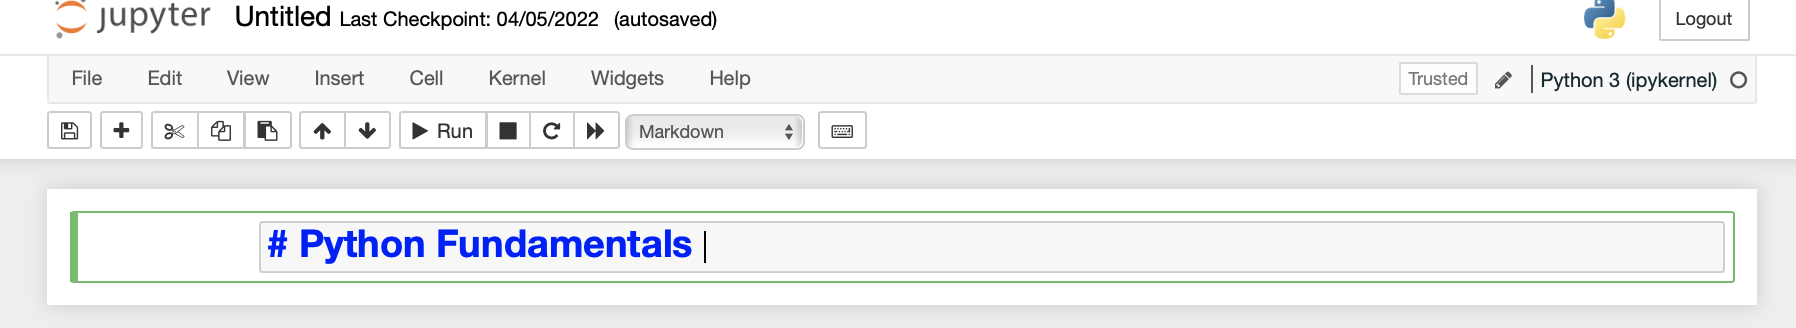 jupyter Untitled Last Checkpoint: 04/05/2022 (autosaved) Logout
File Edit View Insert Cell Kernel Widgets Help Trusted Python 3 (ipykernel)
Run Markdown
# Python Fundamentals